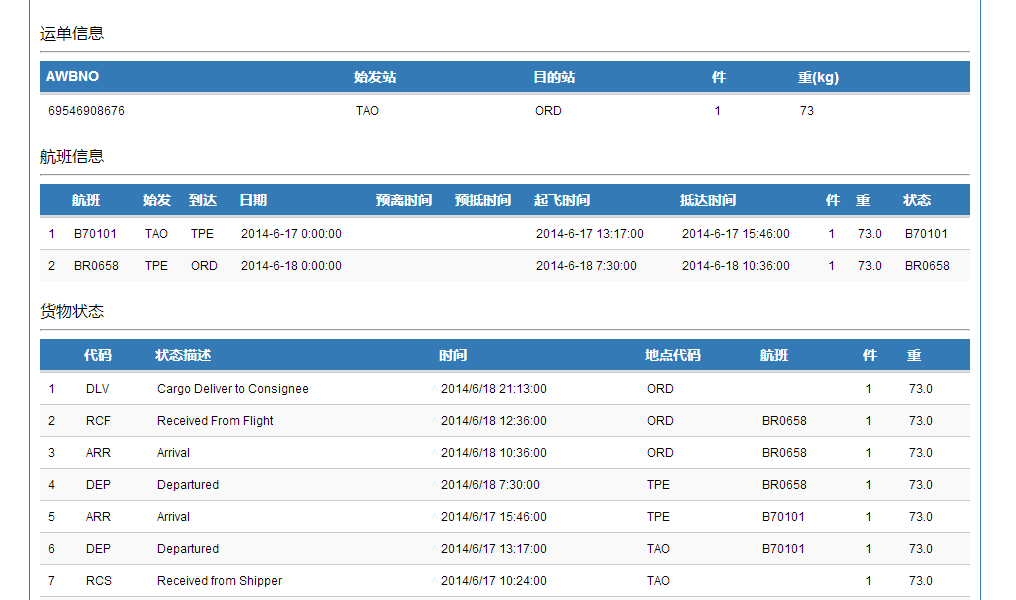 运单信息
AWBNO 始发站 目的站 件 重(kg)
69546908676 TAO ORD 1 73
航班信息
航班 始发 到达 日期 预离时间 预抵时间 起飞时间 抵达时间 件 重 状态
1 B70101 TAO TPE 2014-6-17 0:00:00 2014-6-17 13:17:00 2014-6-17 15:46:00 1 73.0 B70101
2 BR0658 TPE ORD 2014-6-18 0:00:00 2014-6-18 7:30:00 2014-6-18 10:36:00 1 73.0 BR0658
货物状态
代码 状态描述 时间 地点代码 航班 件 重
1 DLV Cargo Deliver to Consignee 2014/6/18 21:13:00 ORD 1 73.0
2 RCF Received From Flight 2014/6/18 12:36:00 ORD BR0658 1 73.0
3 ARR Arrival 2014/6/18 10:36:00 ORD BR0658 1 73.0
4 DEP Departured 2014/6/18 7:30:00 TPE BR0658 1 73.0
5 ARR Arrival 2014/6/17 15:46:00 TPE B70101 1 73.0
6 DEP Departured 2014/6/17 13:17:00 TAO B70101 1 73.0
7 RCS Received from Shipper 2014/6/17 10:24:00 TAO 1 73.0